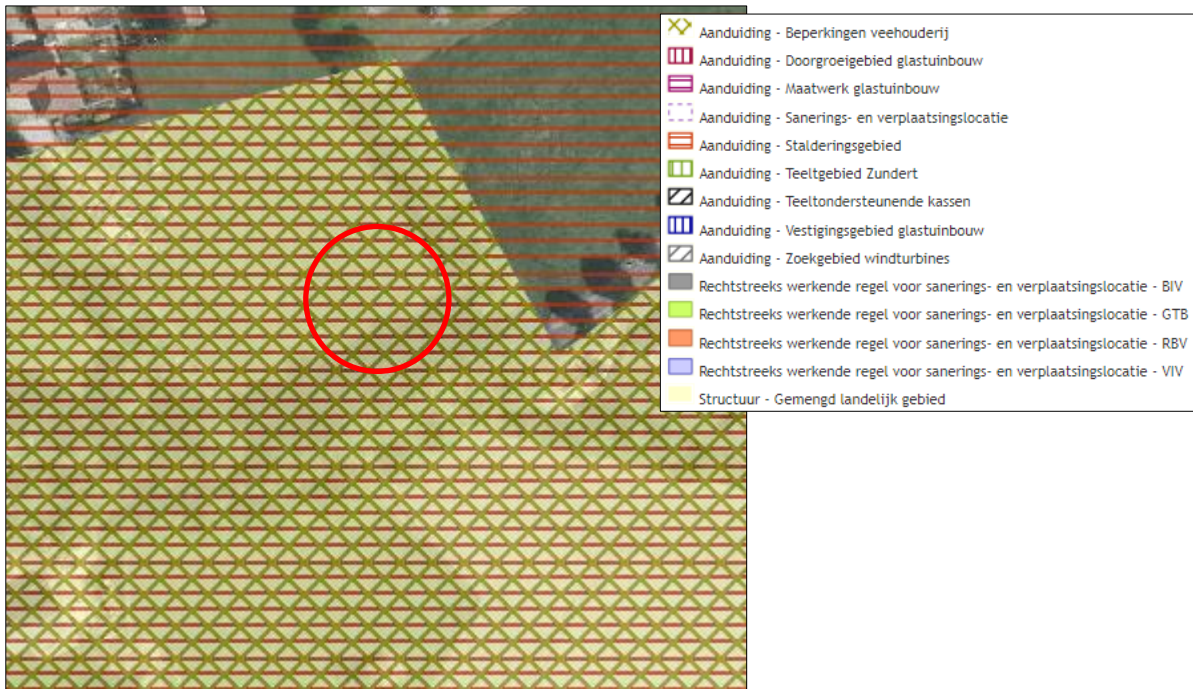 Aanduiding - Beperkingen veehouderij
Aanduiding - Doorgroeigebied glastuinbouw
Aanduiding - Maatwerk glastuinbouw
Aanduiding - Sanerings- en verplaatsingslocatie
Aanduiding - Stalderingsgebied
Aanduiding - Teeltgebied Zundert
Aanduiding - Teeltondersteunende kassen
Aanduiding - Vestigingsgebied glastuinbouw
Aanduiding - Zoekgebied windturbines
Rechtstreeks werkende regel voor sanerings- en verplaatsingslocatie - BIV
Rechtstreeks werkende regel voor sanerings- en verplaatsingslocatie - GTB
Rechtstreeks werkende regel voor sanerings- en verplaatsingslocatie - RBV
Rechtstreeks werkende regel voor sanerings- en verplaatsingslocatie - VIV
Structuur - Gemengd landelijk gebied